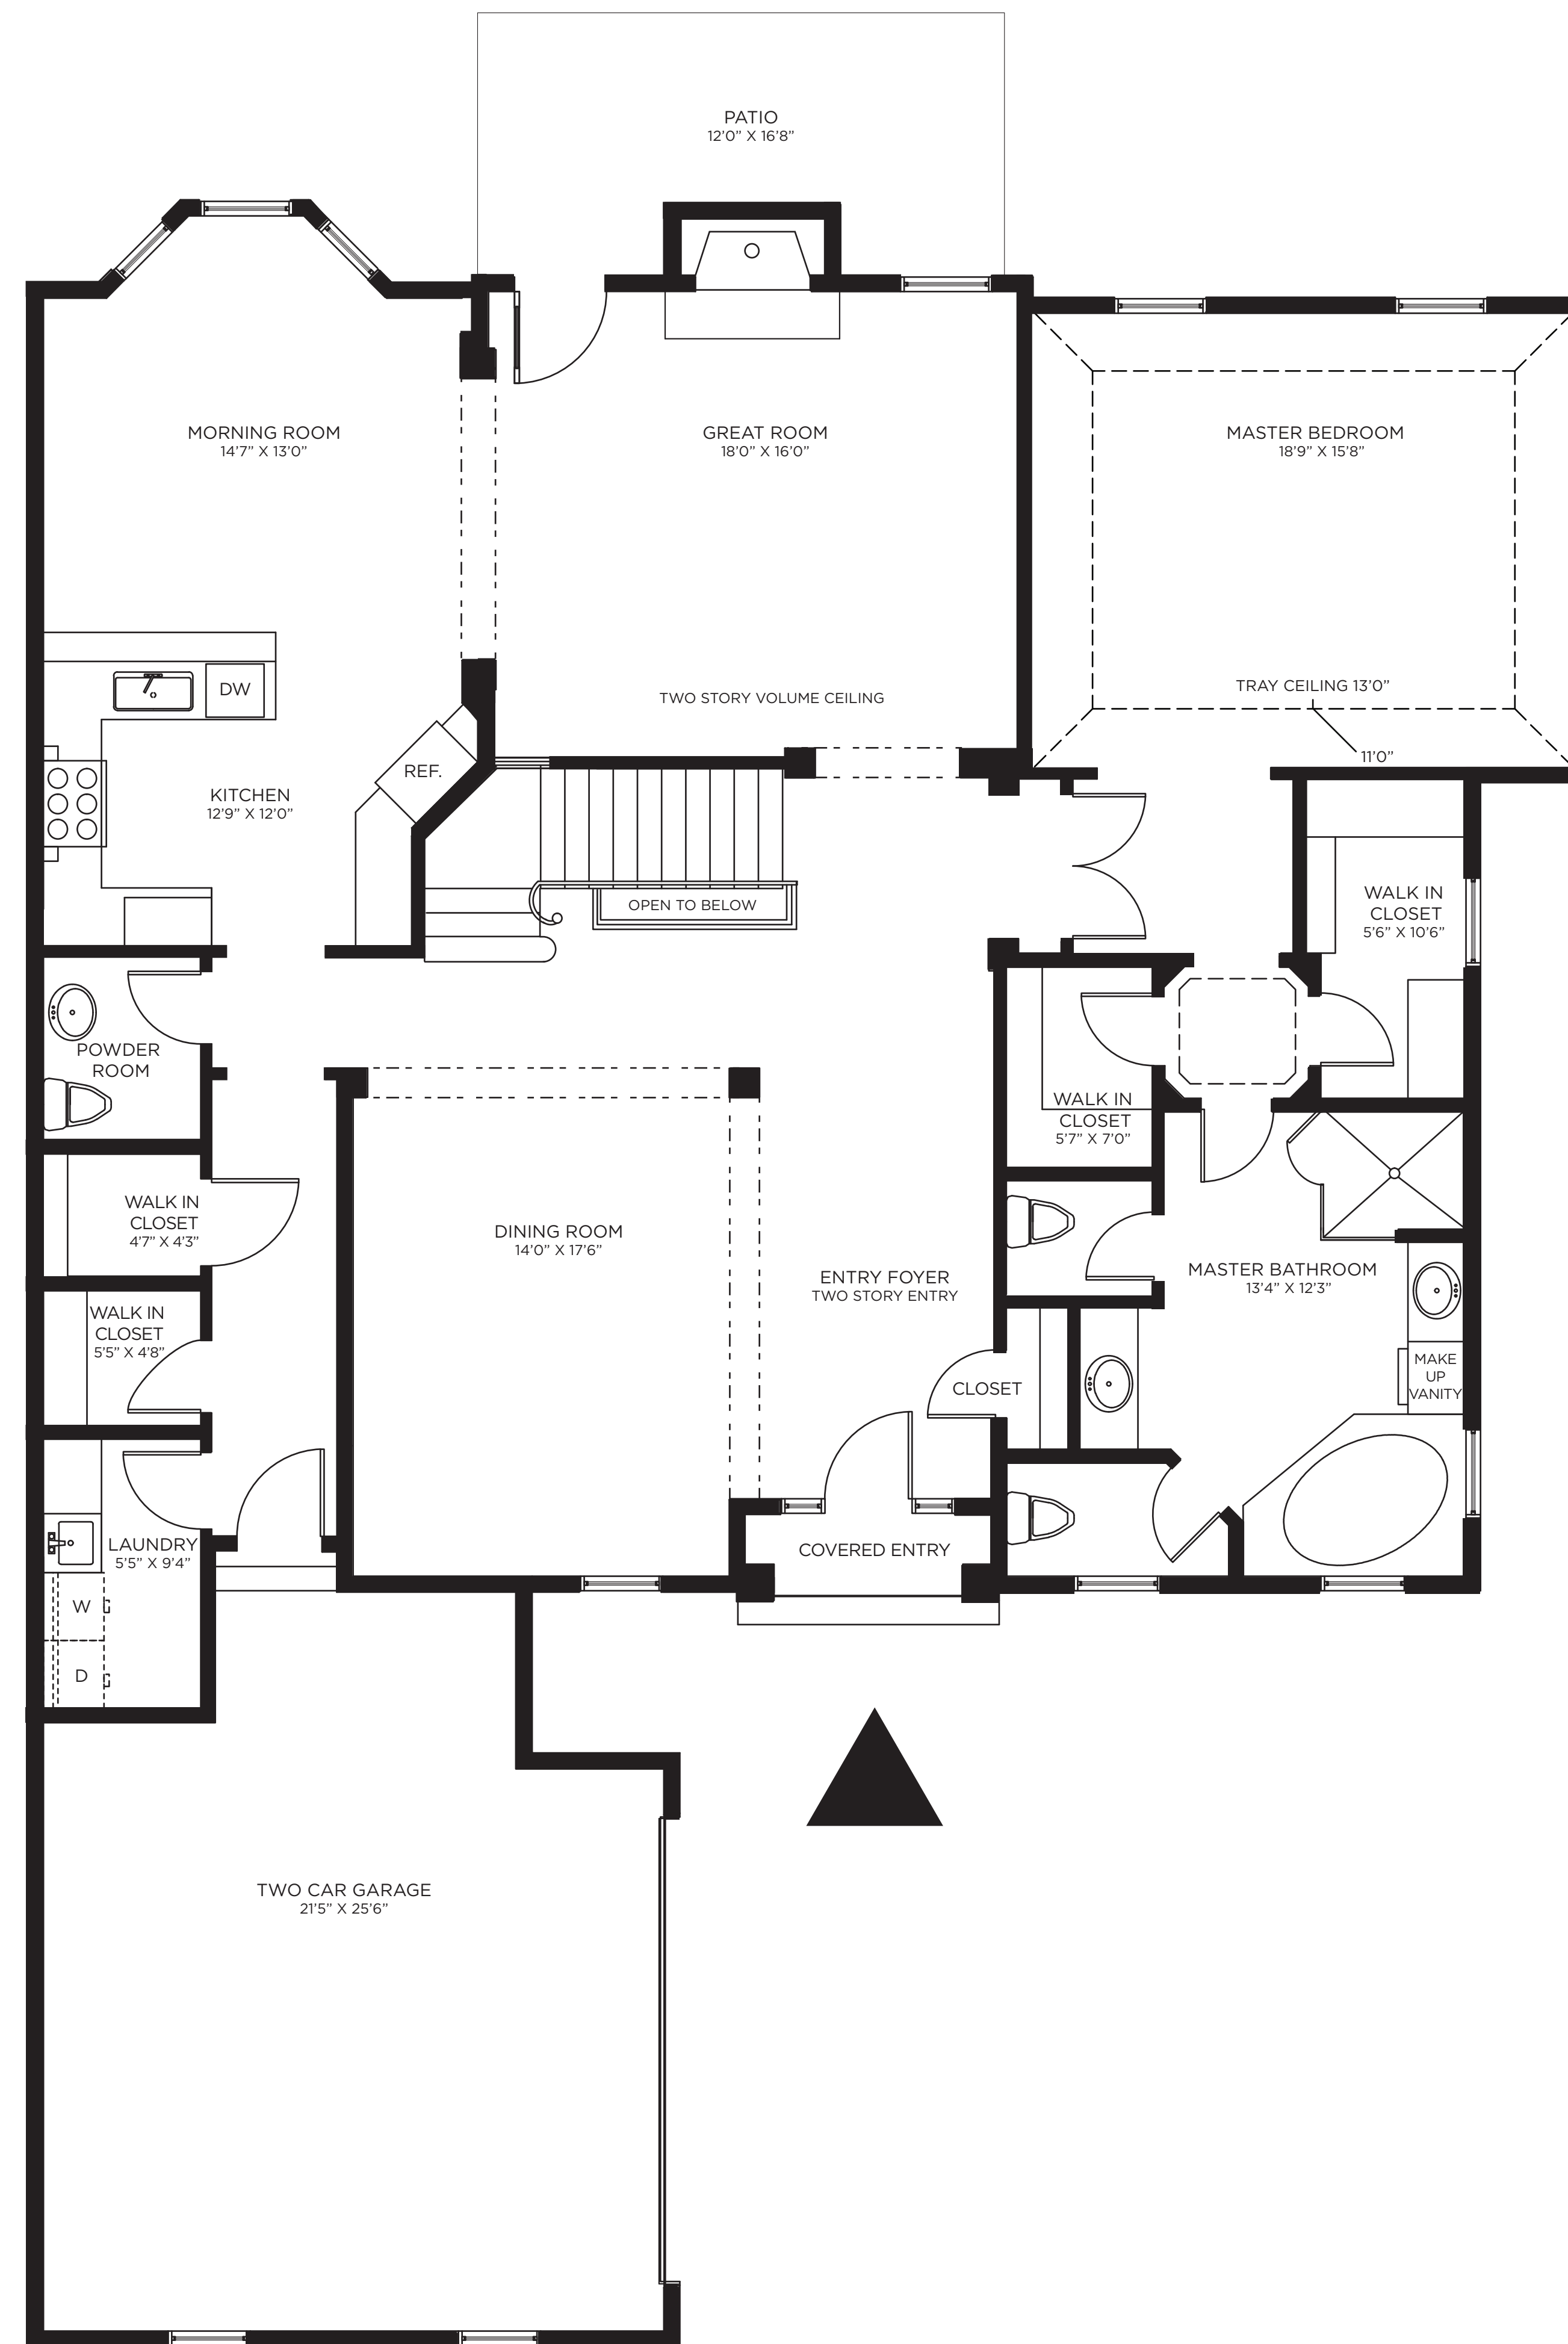 PATIO
12’0” X 16’8”
MORNING ROOM
14’7” X 13’0”
GREAT ROOM
18’0” X 16’0”
MASTER BEDROOM
18’9” X 15’8”
DW
TWO STORY VOLUME CEILING
TRAY CEILING 13’0”
11’0”
REF.
KITCHEN
12’9” X 12’0”
OPEN TO BELOW
WALK IN
CLOSET
5’6” X 10’6”
POWDER
ROOM
WALK IN
CLOSET
5’7” X 7’0”
WALK IN
CLOSET
4’7” X 4’3”
DINING ROOM
14’0” X 17’6”
ENTRY FOYER
TWO STORY ENTRY
MASTER BATHROOM
13’4” X 12’3”
WALK IN
CLOSET
5’5” X 4’8”
CLOSET
MAKE
UP
VANITY
LAUNDRY
5’5” X 9’4”
COVERED ENTRY
W
D
TWO CAR GARAGE
21’5” X 25’6”